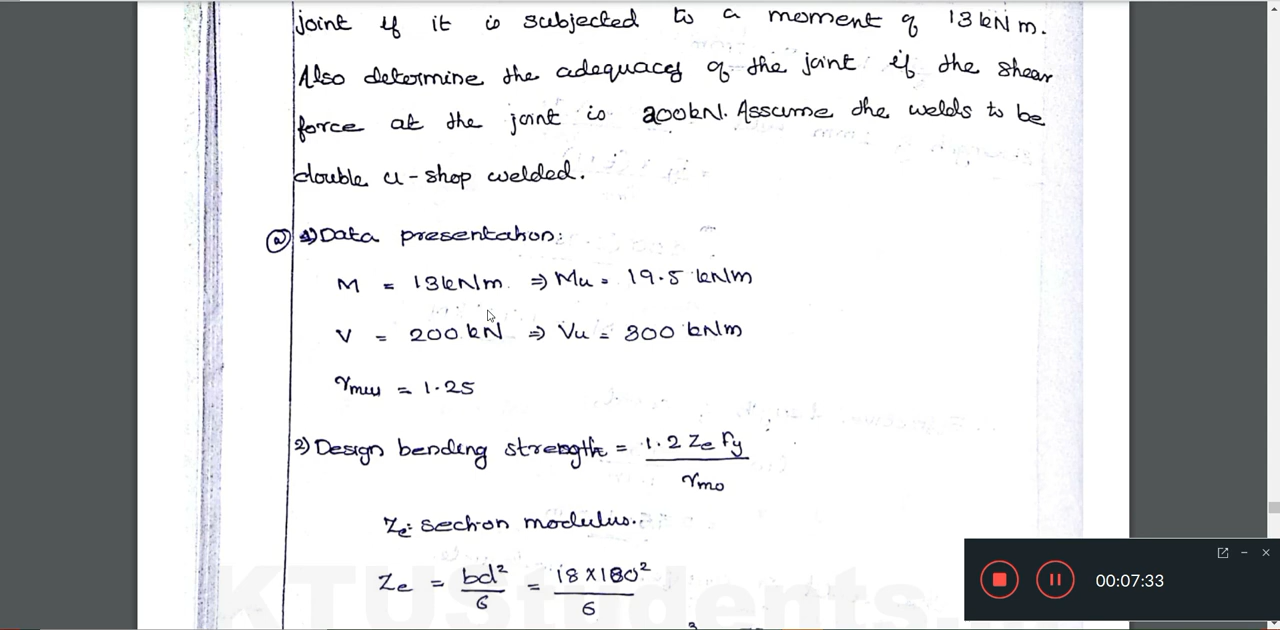 joint if it is subjected to a moment of 13 kN m.
Also determine the adequacy of the joint if the shear
force at the joint is 200kN. Assume the welds to be
double u-shop welded.
a) 1) Data presentation:
M = 13kNm ⇒ Mu = 19.5 kNm
V = 200 kN ⇒ Vu = 300 kNm
γmw = 1.25
2) Design bending strength = 1.2 Ze fy / γmo
Ze: section modulus.
Ze = bd² / 6 = 18 x 180² / 6
KTUStudents.
00:07:33